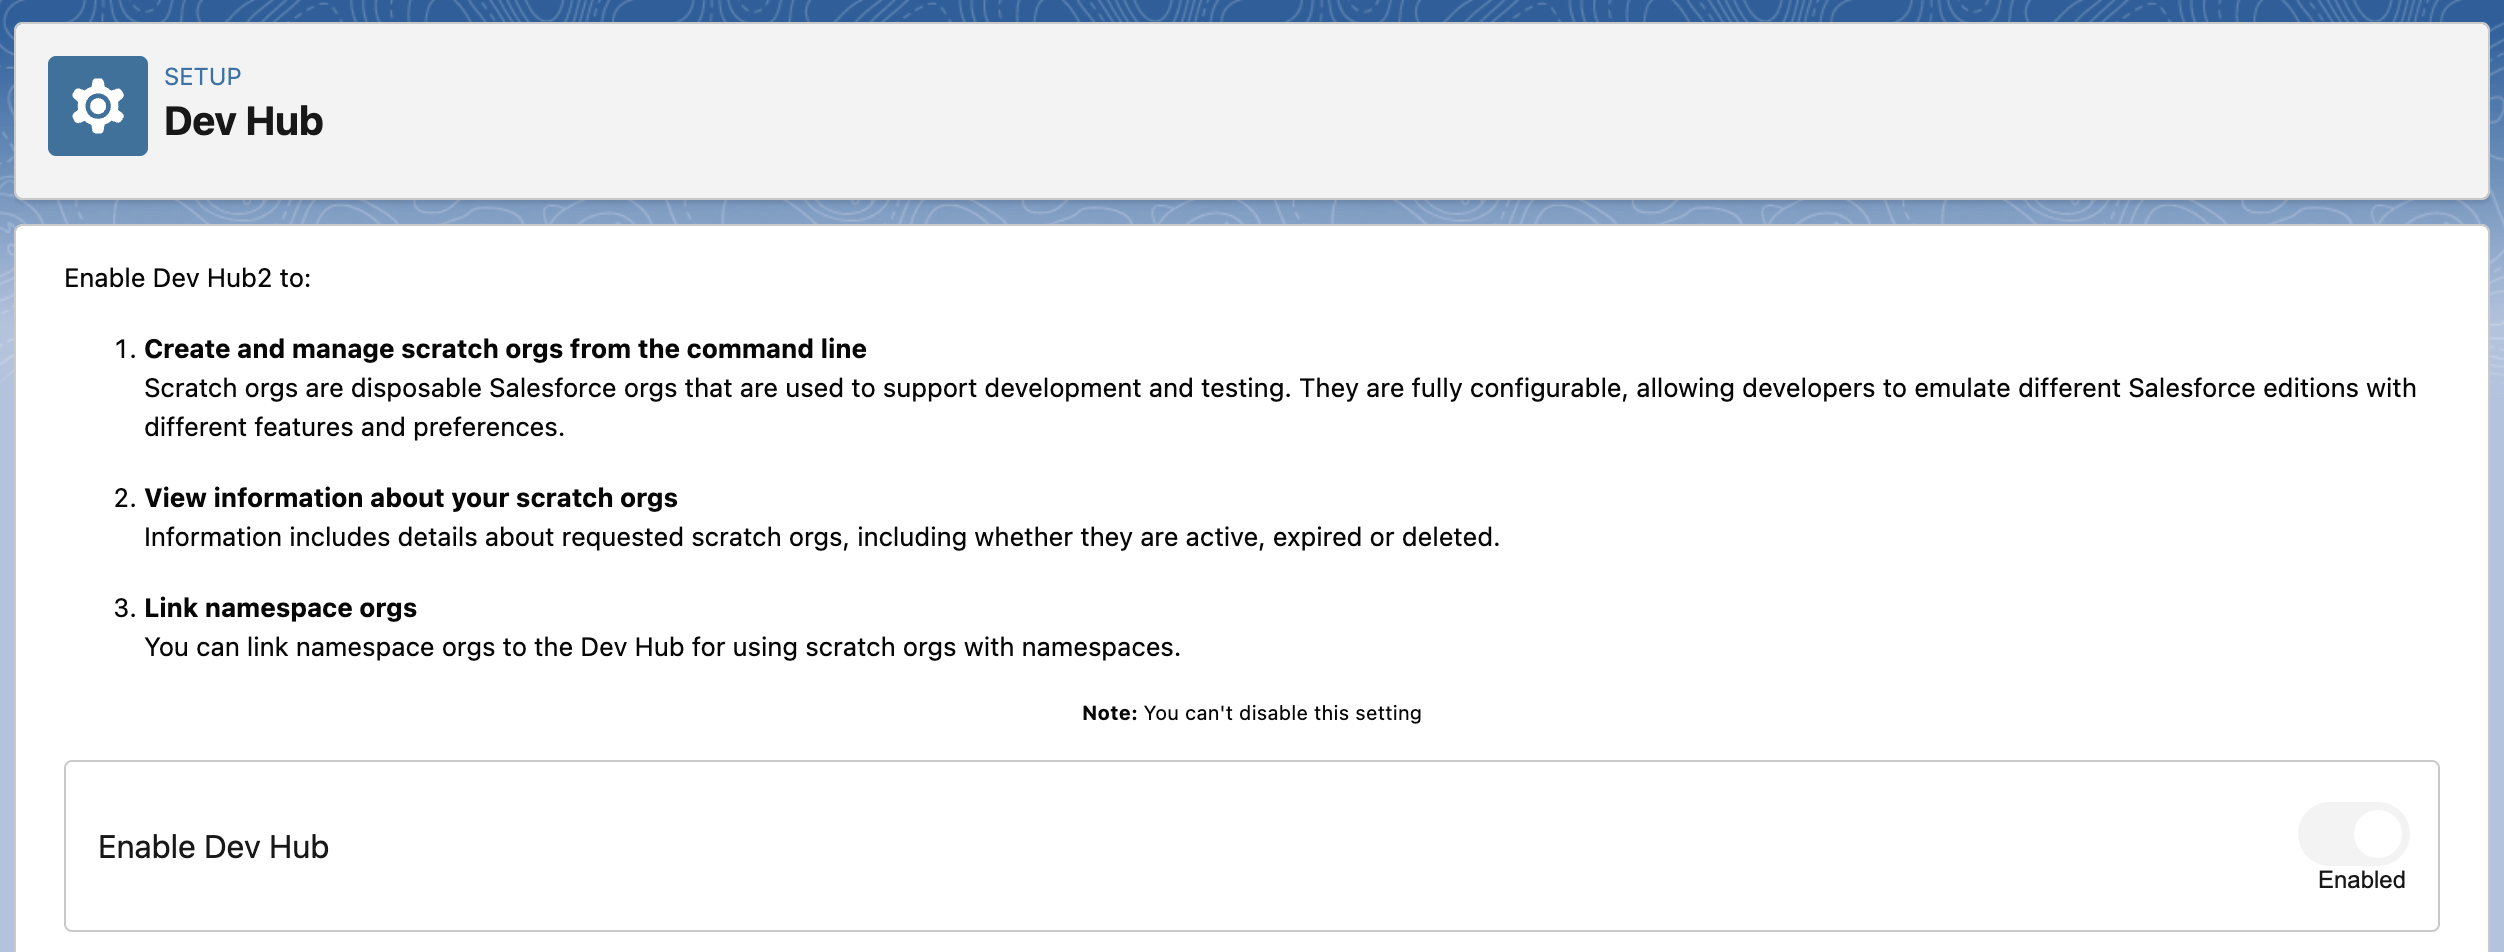 SETUP
Dev Hub
Enable Dev Hub2 to:
1. Create and manage scratch orgs from the command line
Scratch orgs are disposable Salesforce orgs that are used to support development and testing. They are fully configurable, allowing developers to emulate different Salesforce editions with
different features and preferences.
2. View information about your scratch orgs
Information includes details about requested scratch orgs, including whether they are active, expired or deleted.
3. Link namespace orgs
You can link namespace orgs to the Dev Hub for using scratch orgs with namespaces.
Note: You can't disable this setting
Enable Dev Hub
Enabled